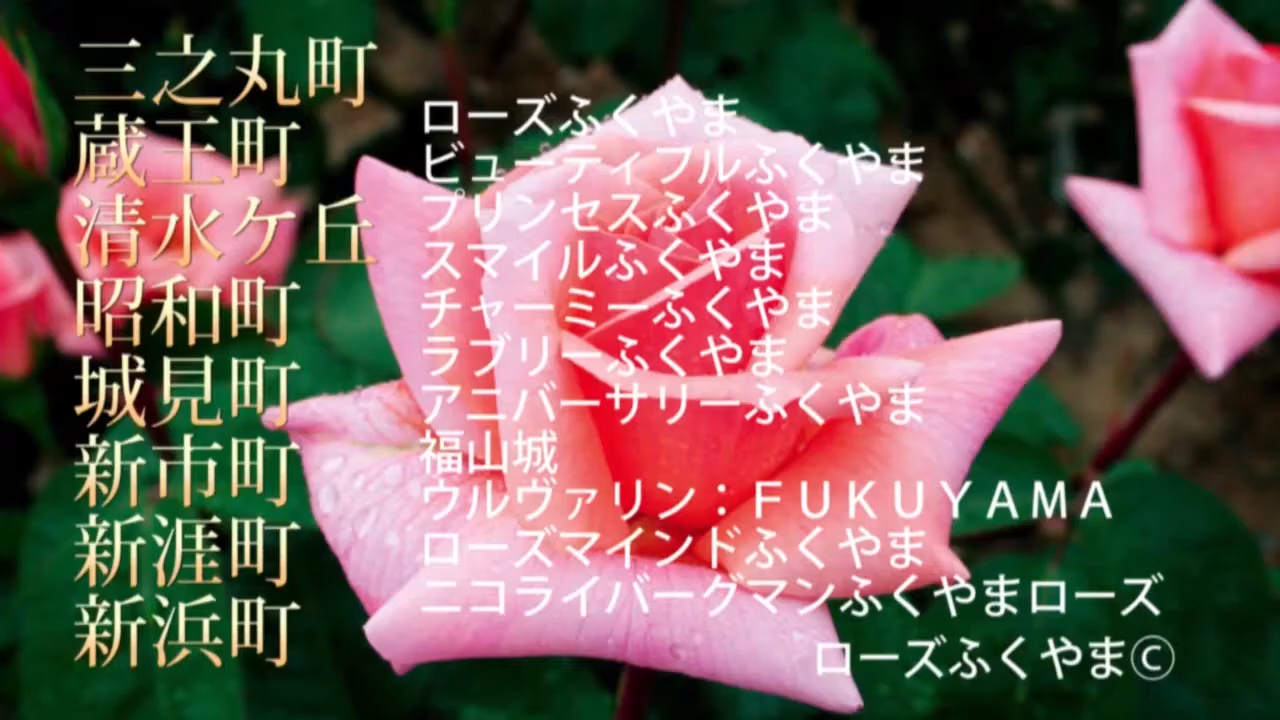 三之丸町
蔵王町
清水ケ丘
昭和町
城見町
新市町
新涯町
新浜町
ローズふくやま
ビューティフルふくやま
プリンセスふくやま
スマイルふくやま
チャーミーふくやま
ラブリーふくやま
アニバーサリーふくやま
福山城
ウルヴァリン：ＦＵＫＵＹＡＭＡ
ローズマインドふくやま
ニコライバーグマンふくやまローズ
ローズふくやまⓒ